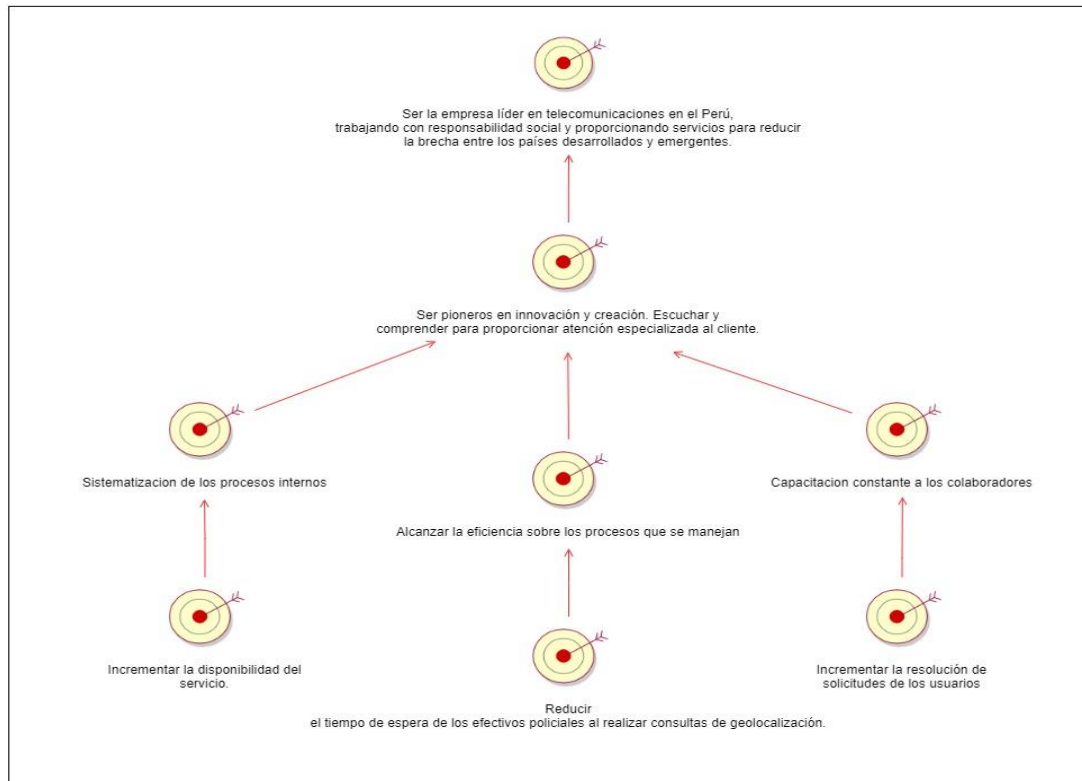 Ser la empresa líder en telecomunicaciones en el Perú,
trabajando con responsabilidad social y proporcionando servicios para reducir
la brecha entre los países desarrollados y emergentes.
Ser pioneros en innovación y creación. Escuchar y
comprender para proporcionar atención especializada al cliente.
Sistematizacion de los procesos internos
Alcanzar la eficiencia sobre los procesos que se manejan
Capacitacion constante a los colaboradores
Incrementar la disponibilidad del
servicio.
Reducir
el tiempo de espera de los efectivos policiales al realizar consultas de geolocalización.
Incrementar la resolución de
solicitudes de los usuarios